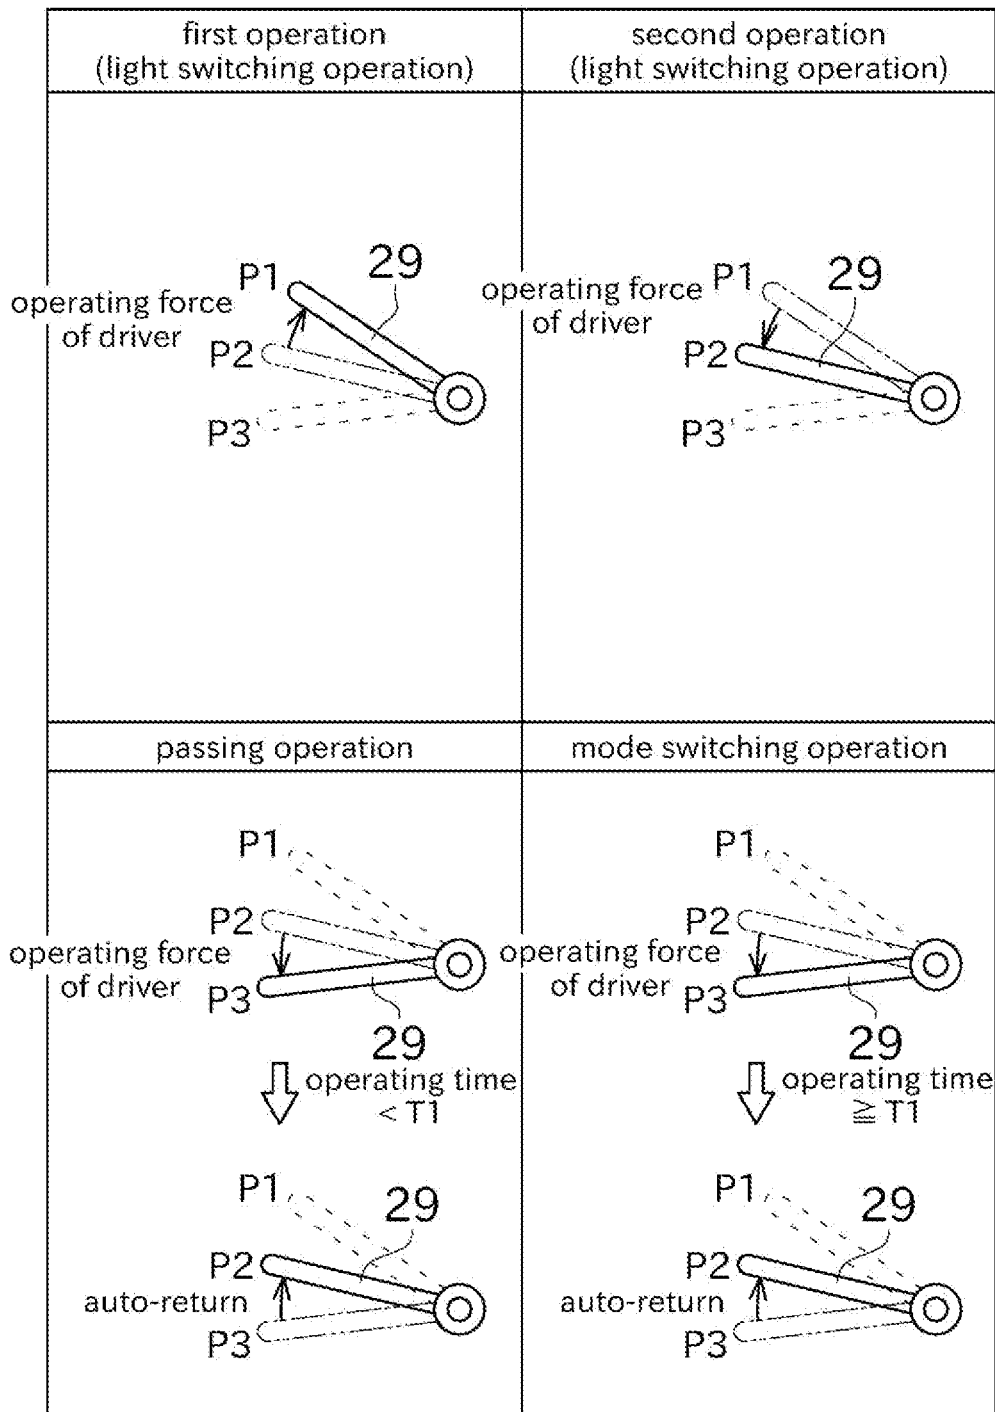 first operation
(light switching operation)
second operation
(light switching operation)
P1
29
operating force
of driver
P2
P3
P1
29
operating force
of driver
P2
P3
passing operation
mode switching operation
P1
P2
operating force
of driver
P3
29
operating time
< T1
P1
29
P2
auto-return
P3
P1
P2
operating force
of driver
P3
29
operating time
≧ T1
P1
29
P2
auto-return
P3